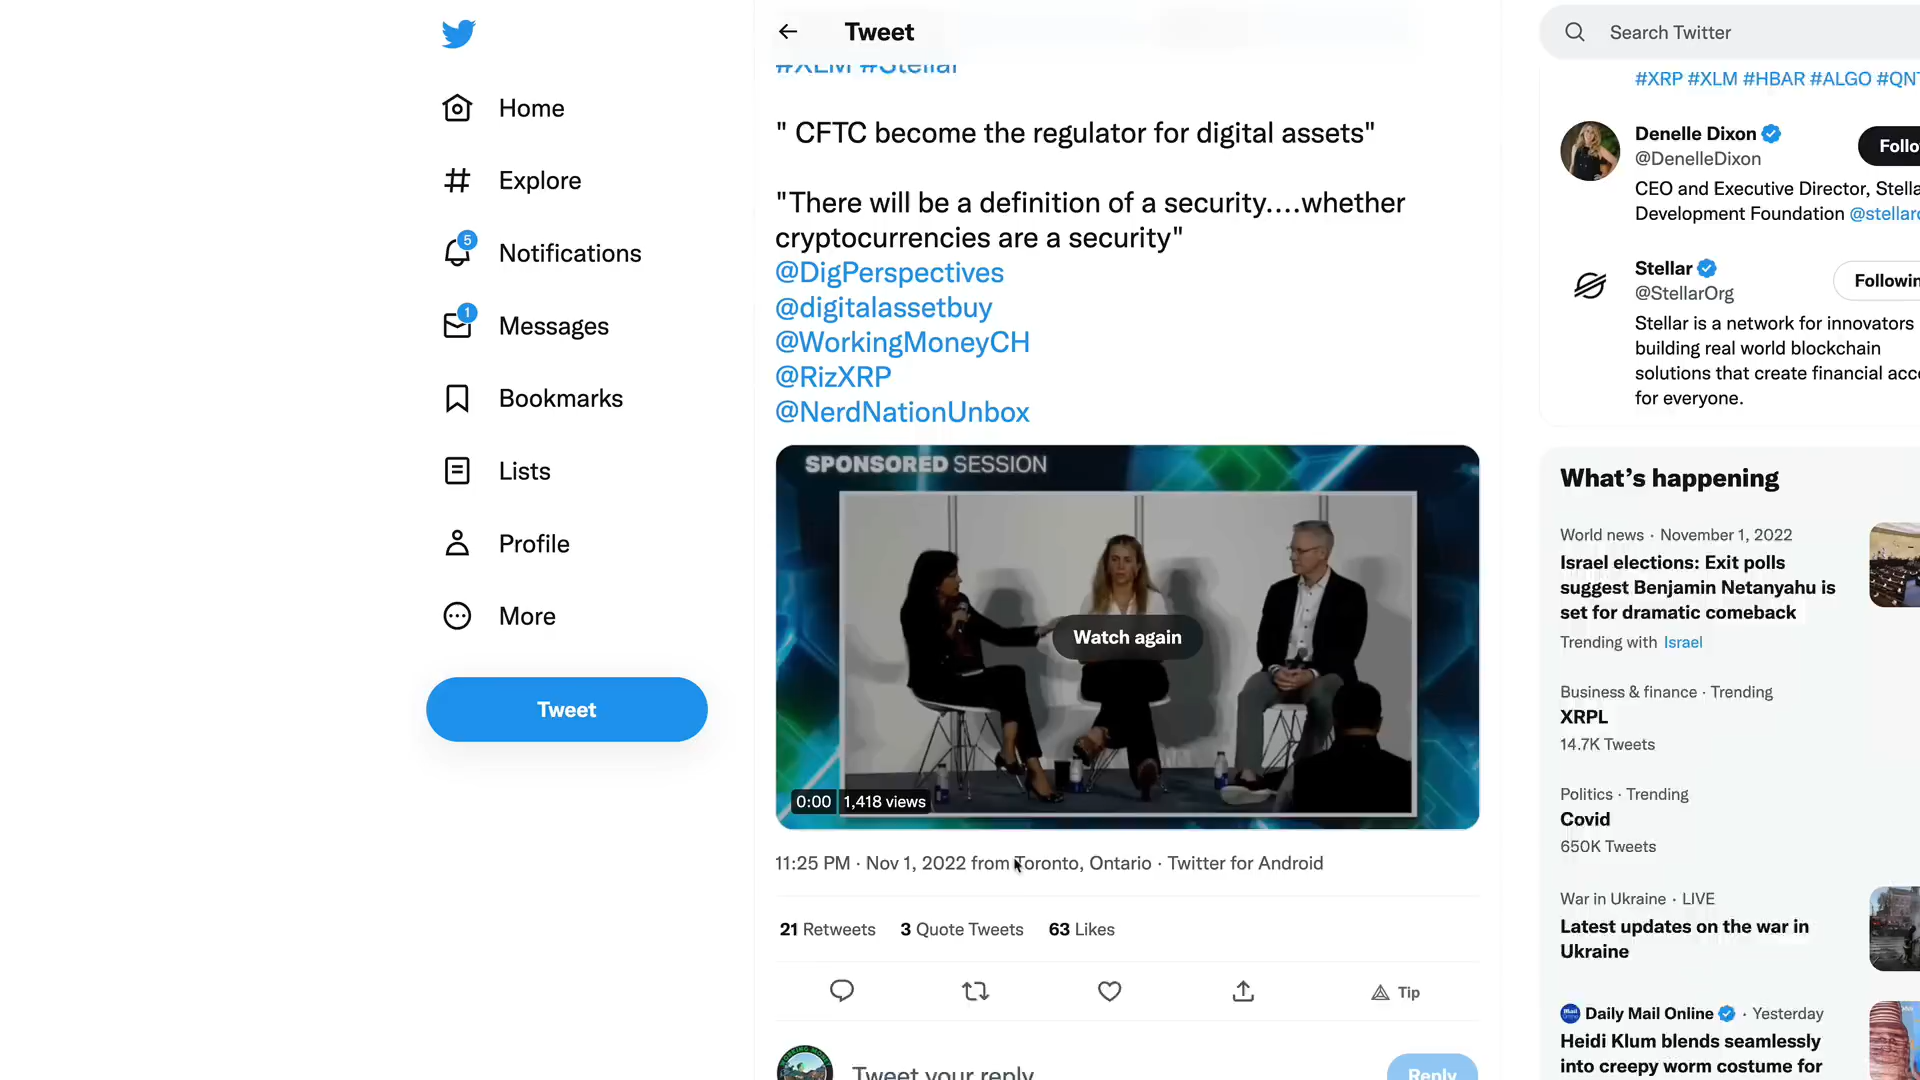 Tweet
Search Twitter
#XLM #Stellar
" CFTC become the regulator for digital assets"
"There will be a definition of a security....whether
cryptocurrencies are a security"
@DigPerspectives
@digitalassetbuy
@WorkingMoneyCH
@RizXRP
@NerdNationUnbox
SPONSORED SESSION
Watch again
0:00
1,418 views
11:25 PM · Nov 1, 2022 from Toronto, Ontario · Twitter for Android
21 Retweets 3 Quote Tweets 63 Likes
Tip
Tweet your reply
Reply
Home
Explore
5
Notifications
1
Messages
Bookmarks
Lists
Profile
More
Tweet
#XRP #XLM #HBAR #ALGO #QNT
Denelle Dixon
@DenelleDixon
Follo
CEO and Executive Director, Stella
Development Foundation @stellaro
Stellar
@StellarOrg
Followin
Stellar is a network for innovators
building real world blockchain
solutions that create financial acce
for everyone.
What's happening
World news · November 1, 2022
Israel elections: Exit polls
suggest Benjamin Netanyahu is
set for dramatic comeback
Trending with Israel
Business & finance · Trending
XRPL
14.7K Tweets
Politics · Trending
Covid
650K Tweets
War in Ukraine · LIVE
Latest updates on the war in
Ukraine
Daily Mail Online · Yesterday
Heidi Klum blends seamlessly
into creepy worm costume for